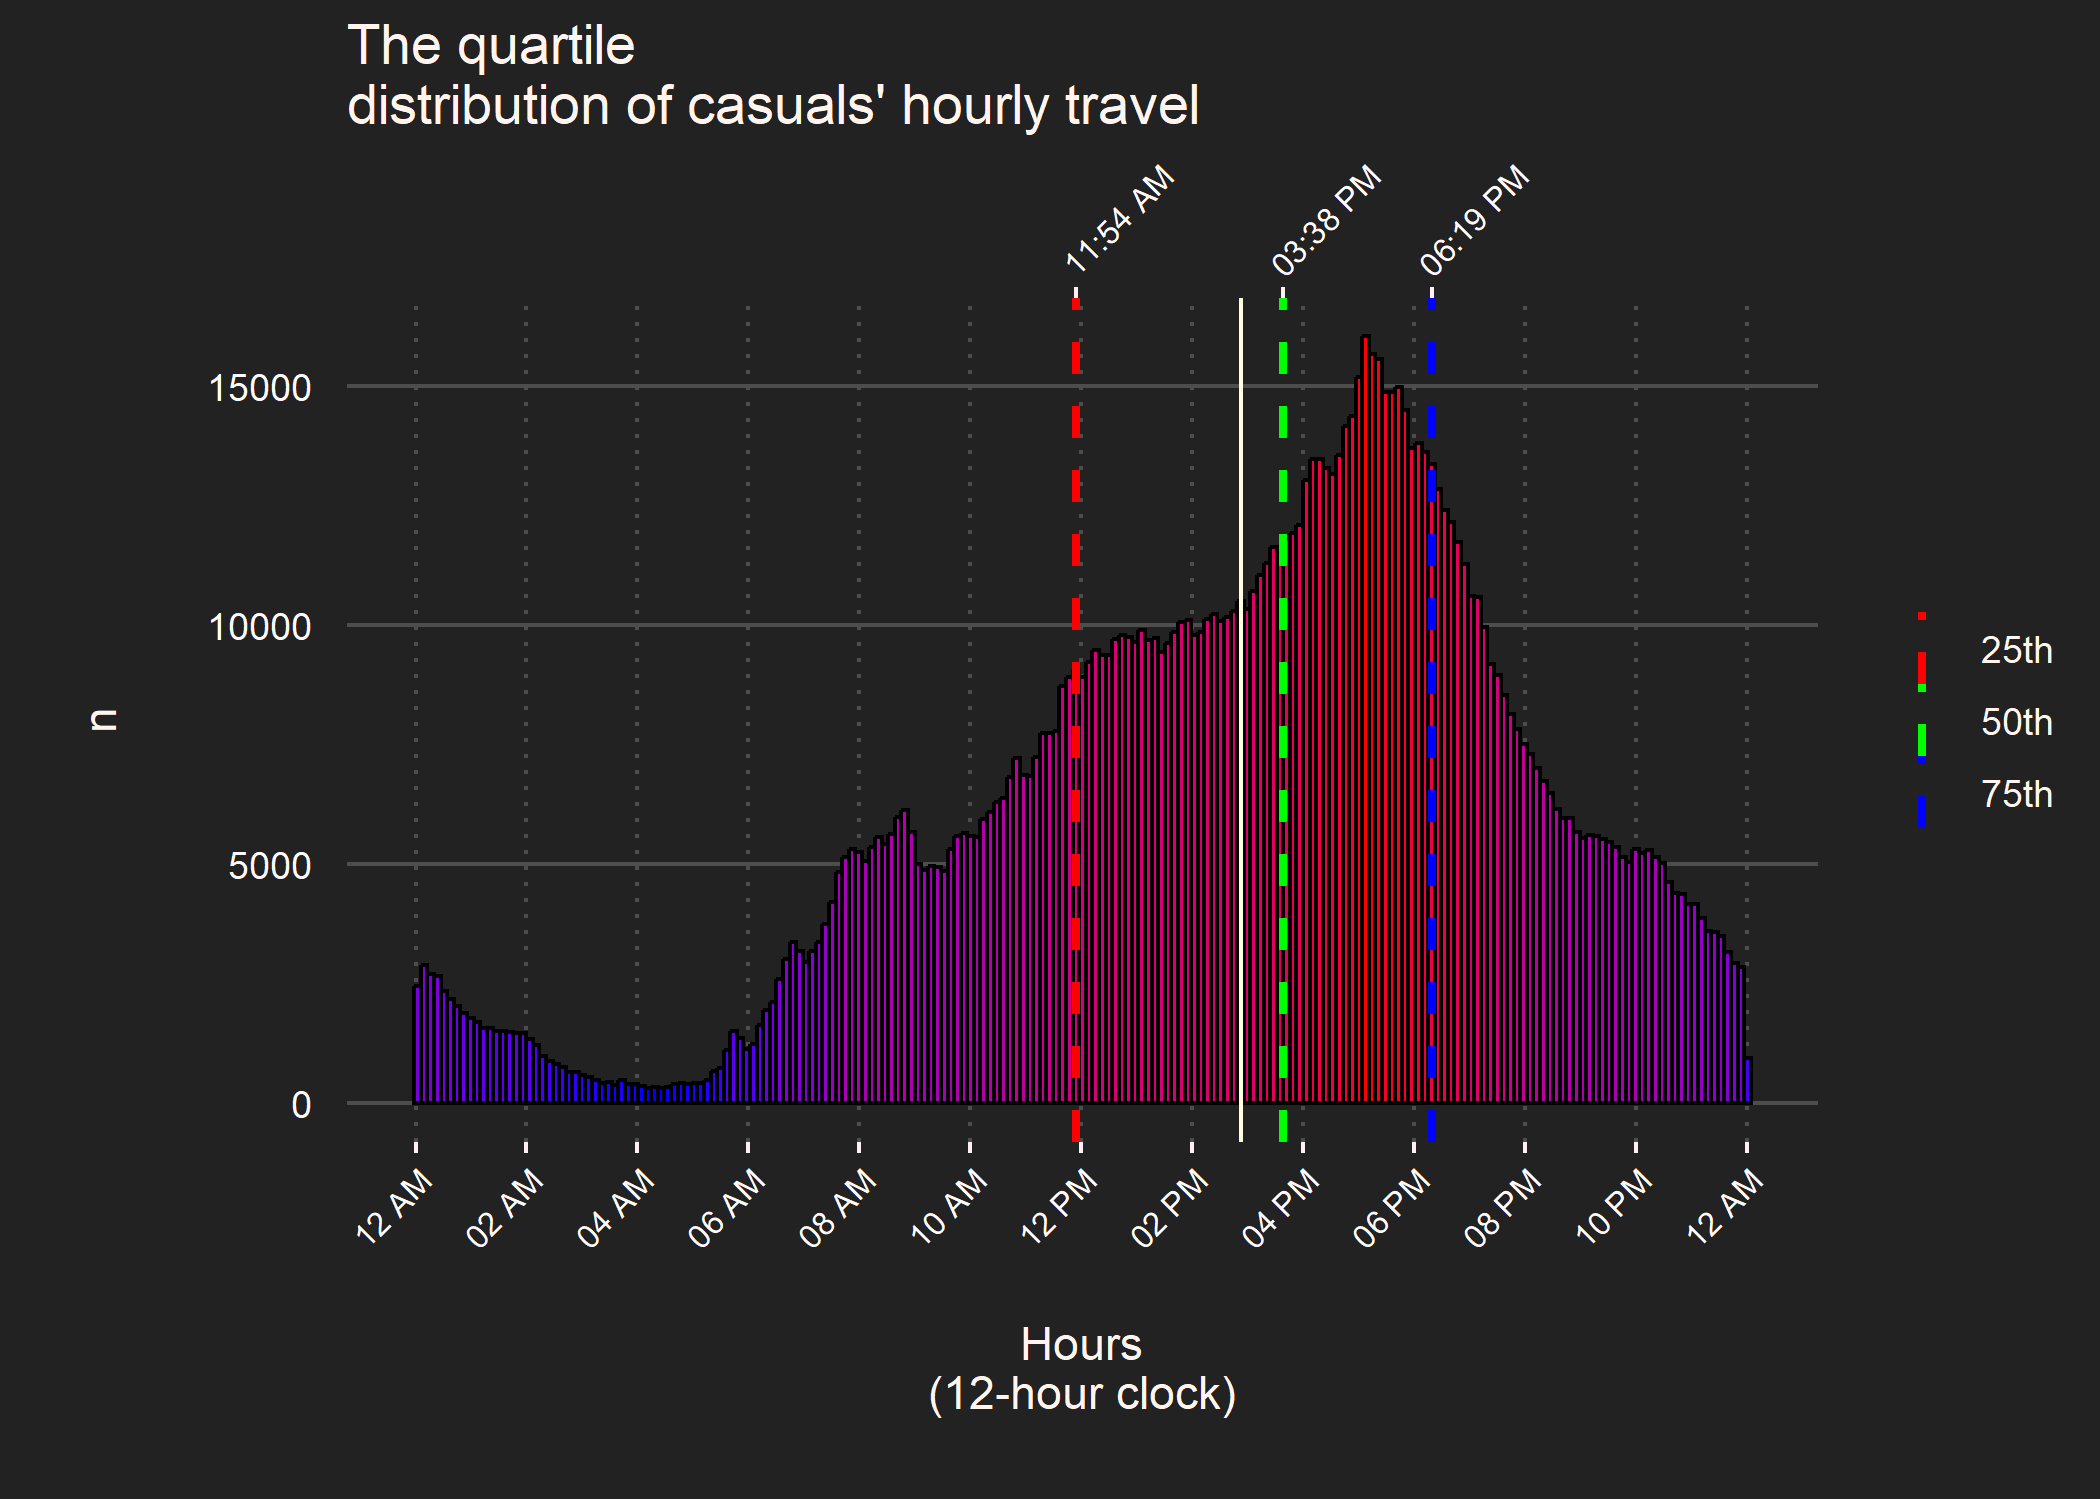 The quartile
distribution of casuals' hourly travel
11:54 AM
03:38 PM
06:19 PM
15000
10000
5000
0
n
25th
50th
75th
12 AM
02 AM
04 AM
06 AM
08 AM
10 AM
12 PM
02 PM
04 PM
06 PM
08 PM
10 PM
12 AM
Hours
(12-hour clock)